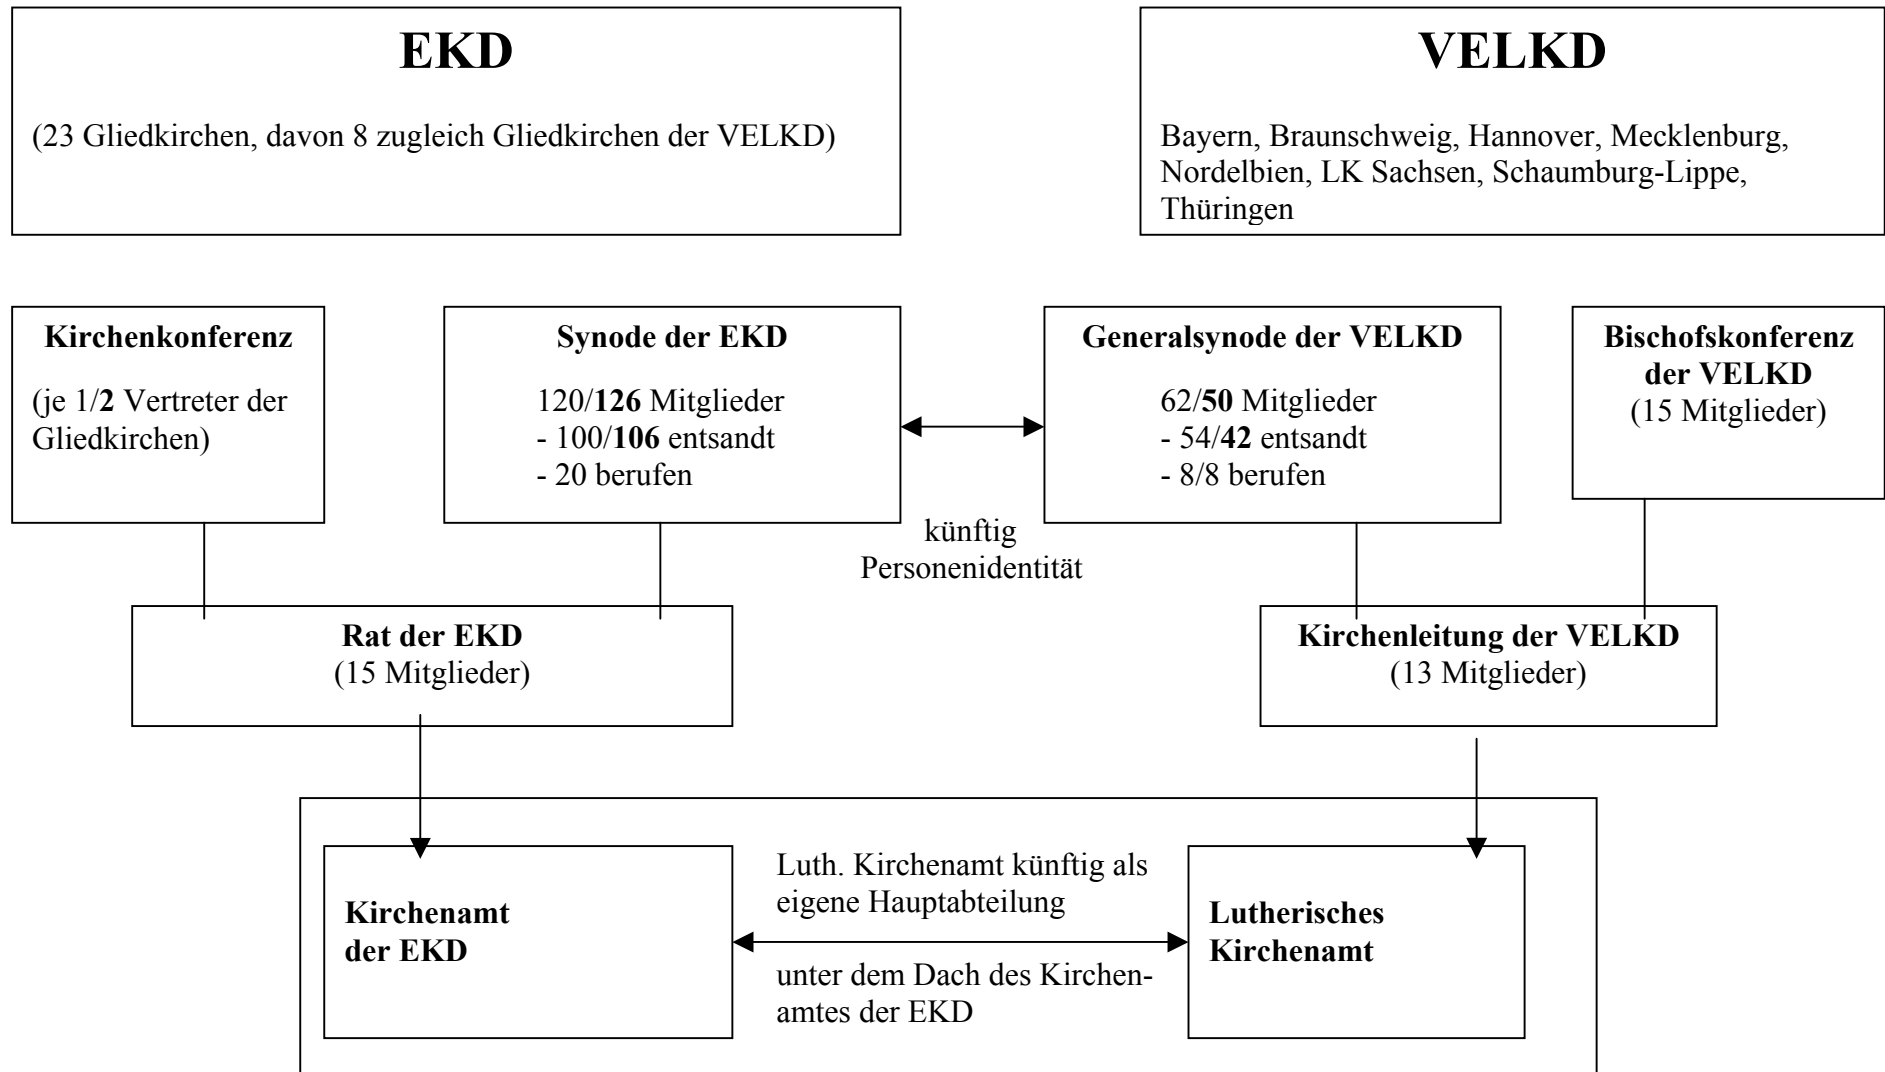 EKD
(23 Gliedkirchen, davon 8 zugleich Gliedkirchen der VELKD)
VELKD
Bayern, Braunschweig, Hannover, Mecklenburg,
Nordelbien, LK Sachsen, Schaumburg-Lippe,
Thüringen
Kirchenkonferenz
(je 1/2 Vertreter der
Gliedkirchen)
Synode der EKD
120/126 Mitglieder
- 100/106 entsandt
- 20 berufen
künftig
Personenidentität
Generalsynode der VELKD
62/50 Mitglieder
- 54/42 entsandt
- 8/8 berufen
Bischofskonferenz
der VELKD
(15 Mitglieder)
Rat der EKD
(15 Mitglieder)
Kirchenleitung der VELKD
(13 Mitglieder)
Kirchenamt
der EKD
Luth. Kirchenamt künftig als
eigene Hauptabteilung
unter dem Dach des Kirchen-
amtes der EKD
Lutherisches
Kirchenamt